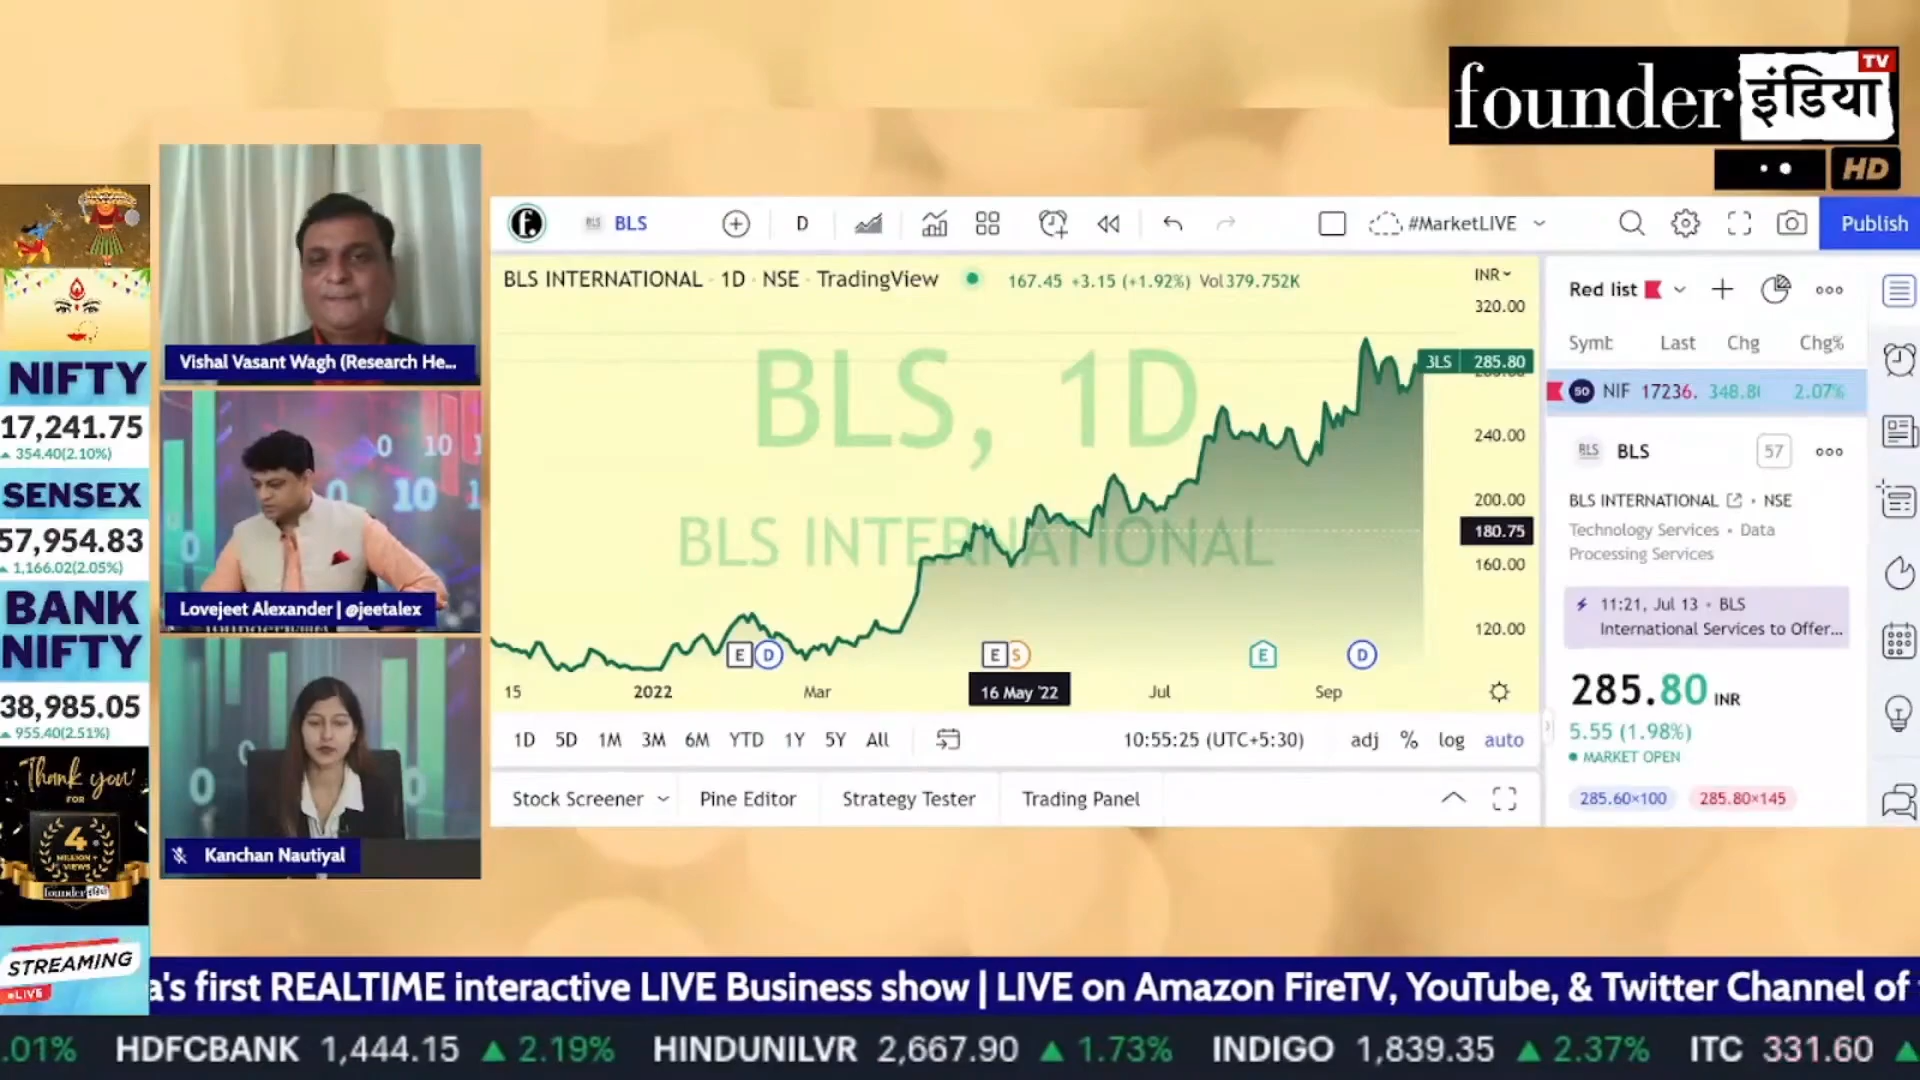 founder इंडिया TV
HD
BLS BLS D #MarketLIVE Publish
BLS INTERNATIONAL · 1D · NSE · TradingView 167.45 +3.15 (+1.92%) Vol379.752K
INR
320.00
3LS 285.80
240.00
200.00
180.75
160.00
120.00
BLS, 1D
BLS INTERNATIONAL
E D E S E D
15 2022 Mar 16 May '22 Jul Sep
1D 5D 1M 3M 6M YTD 1Y 5Y All 10:55:25 (UTC+5:30) adj % log auto
Stock Screener Pine Editor Strategy Tester Trading Panel
Red list
Last Chg Chg%
50 NIF 17236. 2.07%
BLS BLS 57
BLS INTERNATIONAL · NSE
Technology Services · Data
Processing Services
11:21, Jul 13 · BLS
International Services to Offer...
285.80 INR
5.55 (1.98%)
MARKET OPEN
285.60×100 285.80×145
Vishal Vasant Wagh (Research He...
Lovejeet Alexander | @jeetalex
Kanchan Nautiyal
NIFTY
17,241.75
▲ 354.40(2.10%)
SENSEX
57,954.83
▲ 1,166.02(2.05%)
BANK
NIFTY
38,985.05
▲ 955.40(2.51%)
Thank you
FOR
4
MILLION +
VIEWS
founder इंडिया
STREAMING
LIVE
a's first REALTIME interactive LIVE Business show | LIVE on Amazon FireTV, YouTube, & Twitter Channel of
.01% HDFCBANK 1,444.15 ▲ 2.19% HINDUNILVR 2,667.90 ▲ 1.73% INDIGO 1,839.35 ▲ 2.37% ITC 331.60 ▲